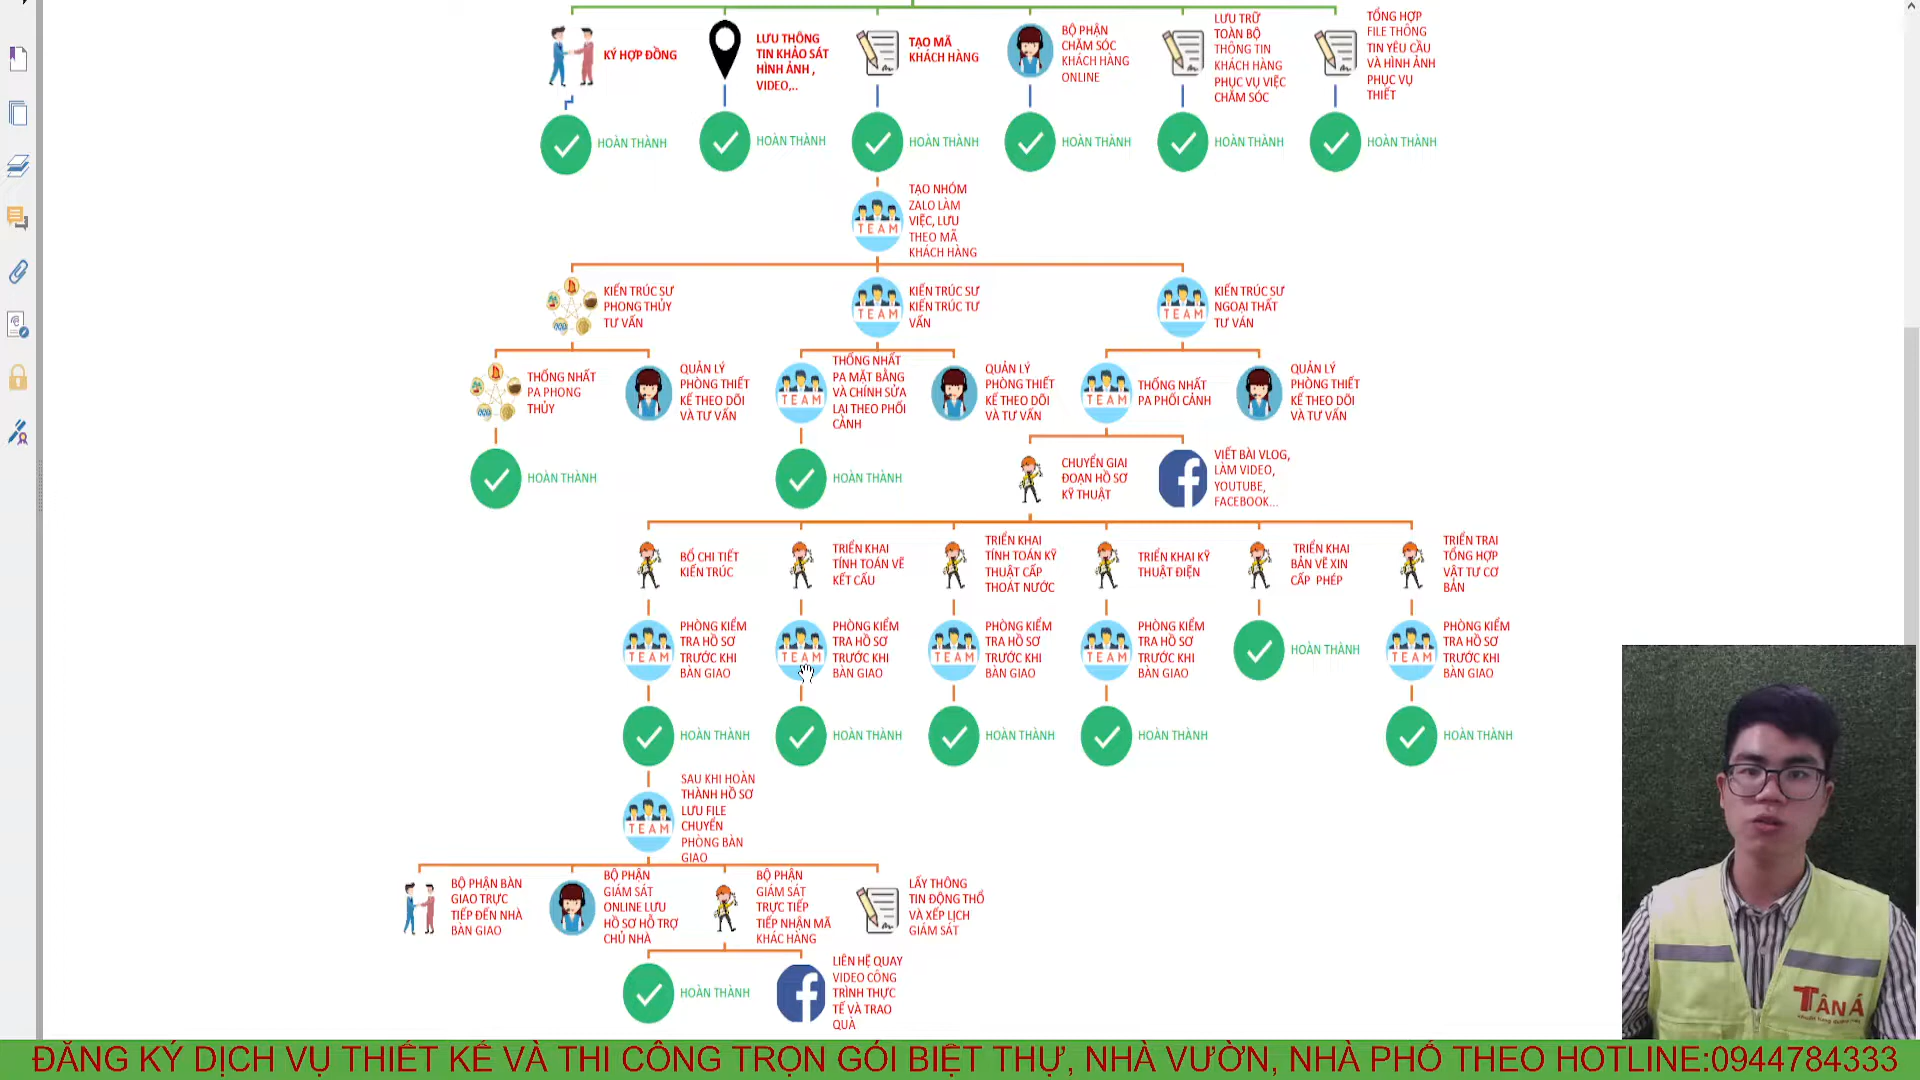 KÝ HỢP ĐỒNG
LƯU THÔNG
TIN KHẢO SÁT
HÌNH ẢNH ,
VIDEO,..
TẠO MÃ
KHÁCH HÀNG
BỘ PHẬN
CHĂM SÓC
KHÁCH HÀNG
ONLINE
LƯU TRỮ
TOÀN BỘ
THÔNG TIN
KHÁCH HÀNG
PHỤC VỤ VIỆC
CHĂM SÓC
TỔNG HỢP
FILE THÔNG
TIN YÊU CẦU
VÀ HÌNH ẢNH
PHỤC VỤ
THIẾT
HOÀN THÀNH
HOÀN THÀNH
HOÀN THÀNH
HOÀN THÀNH
HOÀN THÀNH
HOÀN THÀNH
TEAM
TẠO NHÓM
ZALO LÀM
VIỆC, LƯU
THEO MÃ
KHÁCH HÀNG
KIẾN TRÚC SƯ
PHONG THỦY
TƯ VẤN
TEAM
KIẾN TRÚC SƯ
KIẾN TRÚC TƯ
VẤN
TEAM
KIẾN TRÚC SƯ
NGOẠI THẤT
TƯ VÁN
THỐNG NHẤT
PA PHONG
THỦY
QUẢN LÝ
PHÒNG THIẾT
KẾ THEO DÕI
VÀ TƯ VẤN
TEAM
THỐNG NHẤT
PA MẶT BẰNG
VÀ CHỈNH SỬA
LẠI THEO PHỐI
CẢNH
QUẢN LÝ
PHÒNG THIẾT
KẾ THEO DÕI
VÀ TƯ VẤN
TEAM
THỐNG NHẤT
PA PHỐI CẢNH
QUẢN LÝ
PHÒNG THIẾT
KẾ THEO DÕI
VÀ TƯ VẤN
HOÀN THÀNH
HOÀN THÀNH
CHUYỂN GIAI
ĐOẠN HỒ SƠ
KỸ THUẬT
VIẾT BÀI VLOG,
LÀM VIDEO,
YOUTUBE,
FACEBOOK...
BỔ CHI TIẾT
KIẾN TRÚC
TRIỂN KHAI
TÍNH TOÁN VẼ
KẾT CẤU
TRIỂN KHAI
TÍNH TOÁN KỸ
THUẬT CẤP
THOÁT NƯỚC
TRIỂN KHAI KỸ
THUẬT ĐIỆN
TRIỂN KHAI
BẢN VẼ XIN
CẤP PHÉP
TRIỂN TRAI
TỔNG HỢP
VẬT TƯ CƠ
BẢN
TEAM
PHÒNG KIỂM
TRA HỒ SƠ
TRƯỚC KHI
BÀN GIAO
TEAM
PHÒNG KIỂM
TRA HỒ SƠ
TRƯỚC KHI
BÀN GIAO
TEAM
PHÒNG KIỂM
TRA HỒ SƠ
TRƯỚC KHI
BÀN GIAO
TEAM
PHÒNG KIỂM
TRA HỒ SƠ
TRƯỚC KHI
BÀN GIAO
HOÀN THÀNH
TEAM
PHÒNG KIỂM
TRA HỒ SƠ
TRƯỚC KHI
BÀN GIAO
HOÀN THÀNH
HOÀN THÀNH
HOÀN THÀNH
HOÀN THÀNH
HOÀN THÀNH
TEAM
SAU KHI HOÀN
THÀNH HỒ SƠ
LƯU FILE
CHUYỂN
PHÒNG BÀN
GIAO
BỘ PHẬN BÀN
GIAO TRỰC
TIẾP ĐẾN NHÀ
BÀN GIAO
BỘ PHẬN
GIÁM SÁT
ONLINE LƯU
HỒ SƠ HỖ TRỢ
CHỦ NHÀ
BỘ PHẬN
GIÁM SÁT
TRỰC TIẾP
TIẾP NHẬN MÃ
KHÁC HÀNG
LẤY THÔNG
TIN ĐỘNG THỔ
VÀ XẾP LỊCH
GIÁM SÁT
HOÀN THÀNH
LIÊN HỆ QUAY
VIDEO CÔNG
TRÌNH THỰC
TẾ VÀ TRAO
QUÀ
TÂN Á
ĐĂNG KÝ DỊCH VỤ THIẾT KẾ VÀ THI CÔNG TRỌN GÓI BIỆT THỰ, NHÀ VƯỜN, NHÀ PHỐ THEO HOTLINE:0944784333